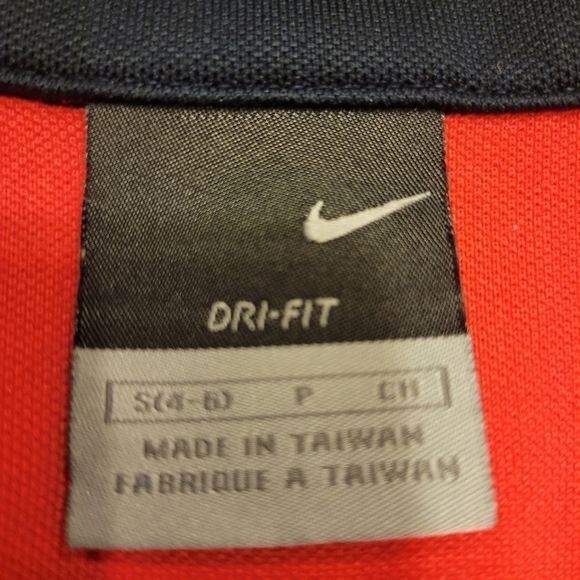 DRI-FIT
S(4-6) P CH
MADE IN TAIWAN
FABRIQUE A TAIWAN